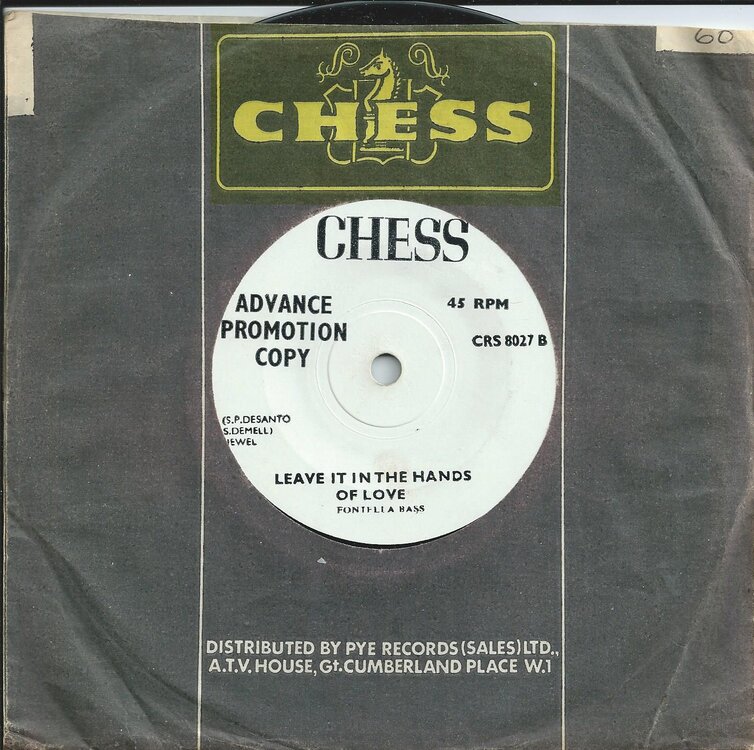 60
CHESS
CHESS
ADVANCE
PROMOTION
COPY
45 RPM
CRS 8027 B
(S.P.DESANTO
S.DEMELL)
JEWEL
LEAVE IT IN THE HANDS
OF LOVE
FONTELLA BASS
DISTRIBUTED BY PYE RECORDS (SALES) LTD.,
A.T.V. HOUSE, Gt. CUMBERLAND PLACE W.1